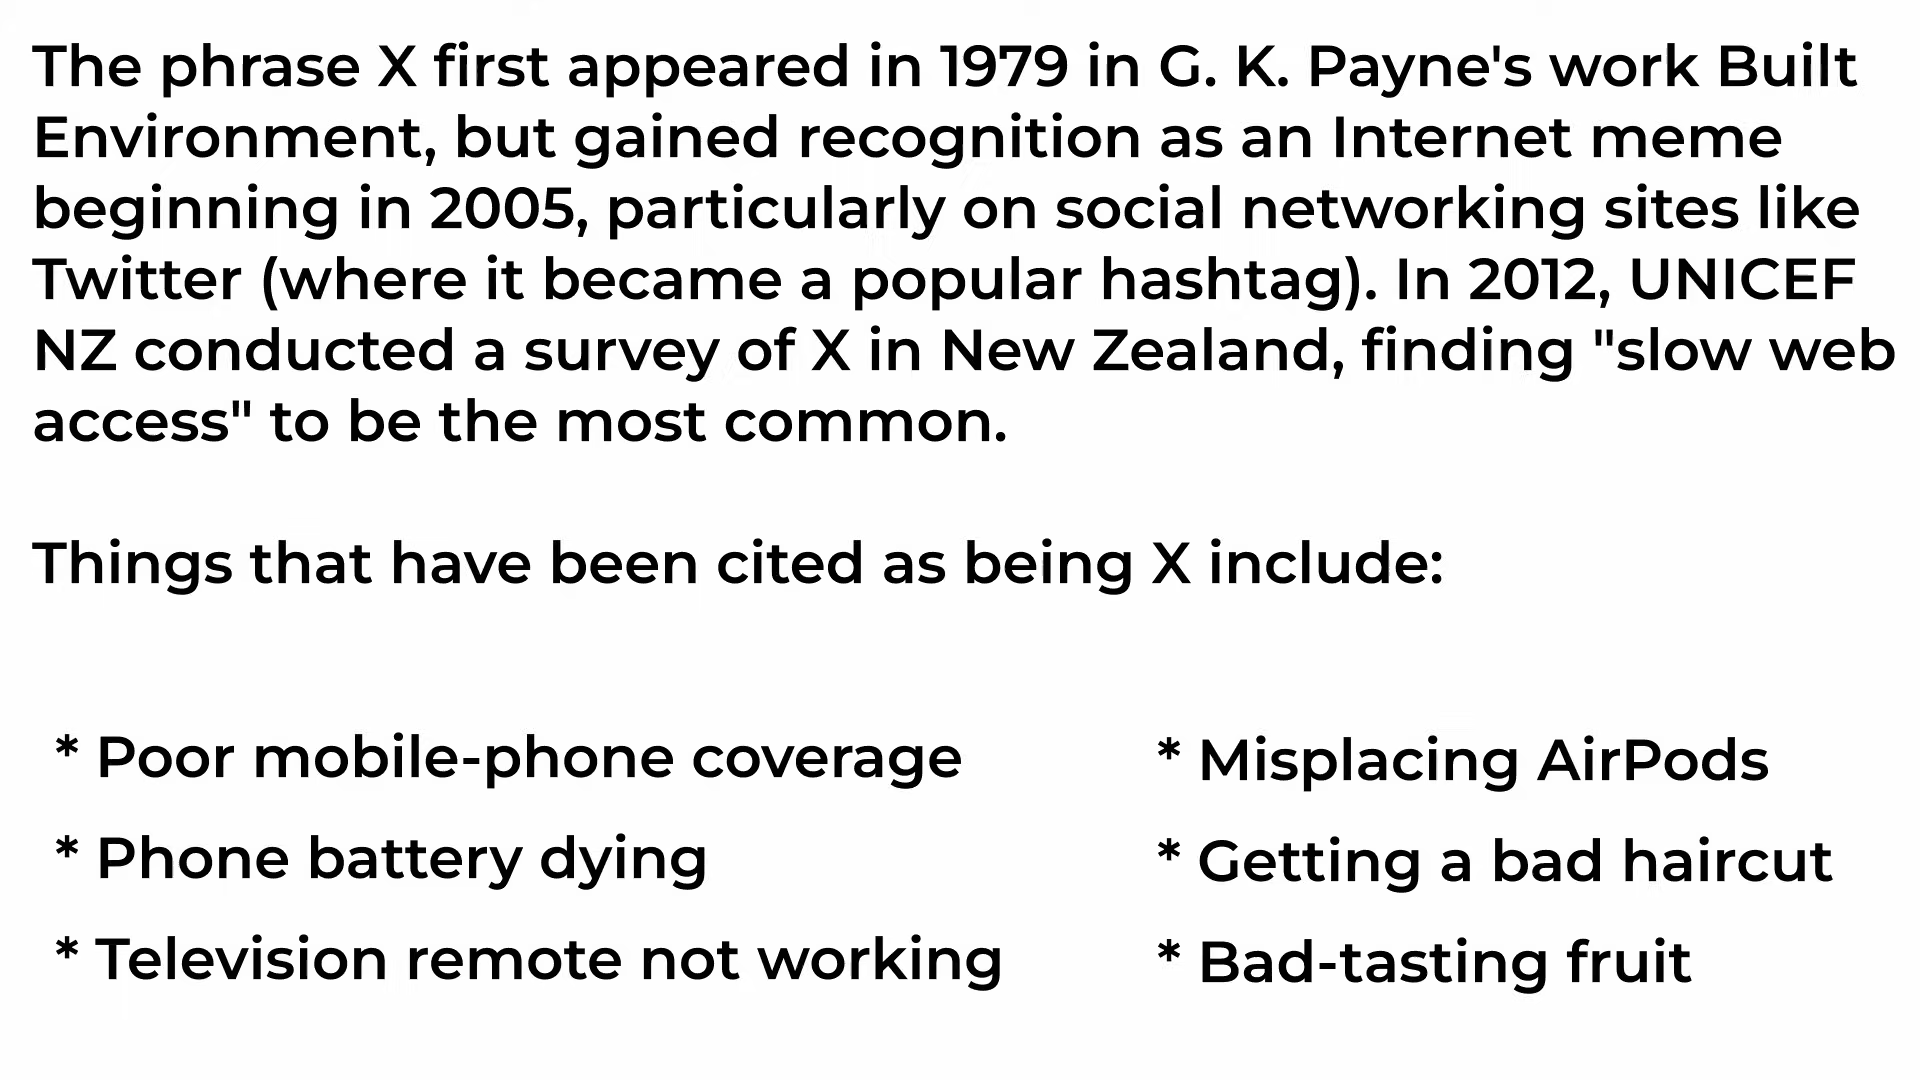 The phrase X first appeared in 1979 in G. K. Payne's work Built
Environment, but gained recognition as an Internet meme
beginning in 2005, particularly on social networking sites like
Twitter (where it became a popular hashtag). In 2012, UNICEF
NZ conducted a survey of X in New Zealand, finding "slow web
access" to be the most common.
Things that have been cited as being X include:
* Poor mobile-phone coverage
* Phone battery dying
* Television remote not working
* Misplacing AirPods
* Getting a bad haircut
* Bad-tasting fruit